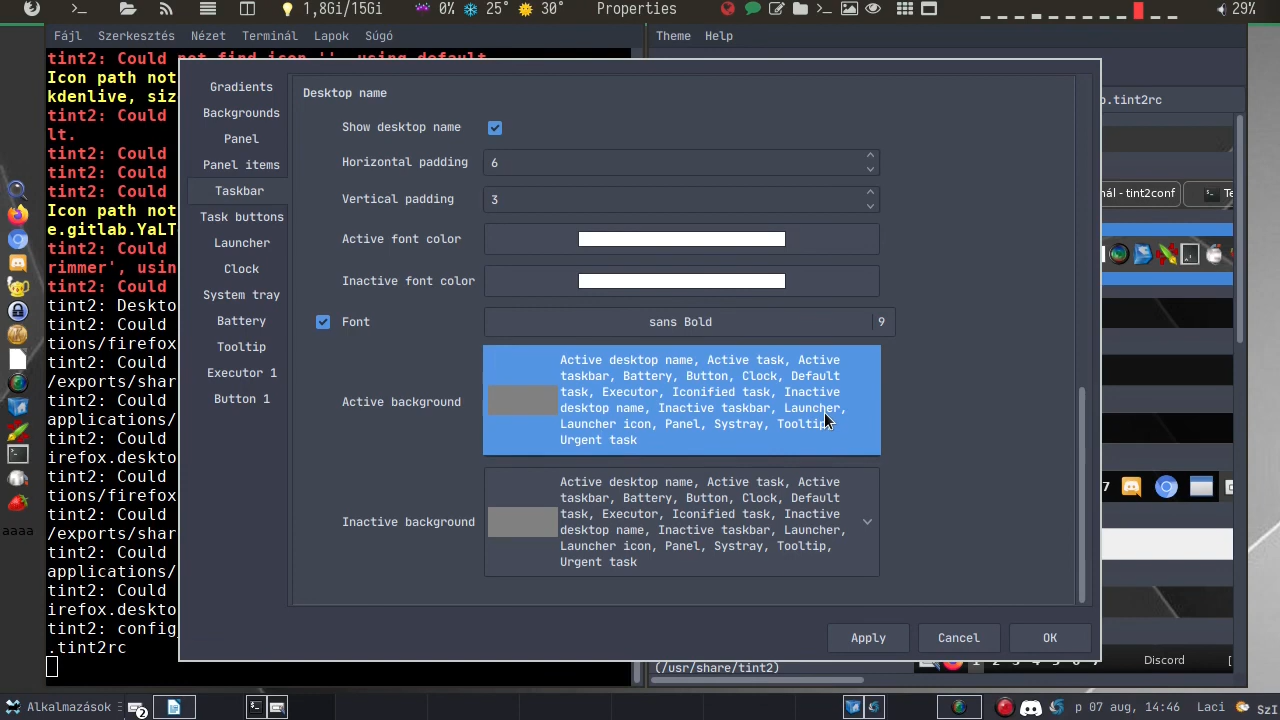 1,8Gi/15Gi 0% 25° 30° Properties 29%
Fájl Szerkesztés Nézet Terminál Lapok Súgó
Theme Help
tint2: Could not find icon '', using default
Icon path not
kdenlive, siz
tint2: Could
lt.
tint2: Could
tint2: Could
tint2: Could
Icon path not
e.gitlab.YaLT
tint2: Could
rimmer', usin
tint2: Could
tint2: Deskto
tint2: Could
tions/firefox
tint2: Could
/exports/shar
tint2: Could
applications/
tint2: Could
irefox.deskto
tint2: Could
tions/firefox
tint2: Could
/exports/shar
tint2: Could
applications/
tint2: Could
irefox.deskto
tint2: config
.tint2rc
aaaa
Gradients
Backgrounds
Panel
Panel items
Taskbar
Task buttons
Launcher
Clock
System tray
Battery
Tooltip
Executor 1
Button 1
Desktop name
Show desktop name
Horizontal padding 6
Vertical padding 3
Active font color
Inactive font color
Font sans Bold 9
Active background
Active desktop name, Active task, Active
taskbar, Battery, Button, Clock, Default
task, Executor, Iconified task, Inactive
desktop name, Inactive taskbar, Launcher,
Launcher icon, Panel, Systray, Tooltip,
Urgent task
Inactive background
Active desktop name, Active task, Active
taskbar, Battery, Button, Clock, Default
task, Executor, Iconified task, Inactive
desktop name, Inactive taskbar, Launcher,
Launcher icon, Panel, Systray, Tooltip,
Urgent task
Apply Cancel OK
.tint2rc
nál - tint2conf
7
(/usr/share/tint2)
Discord
Alkalmazások 2 p 07 aug, 14:46 Laci SzI